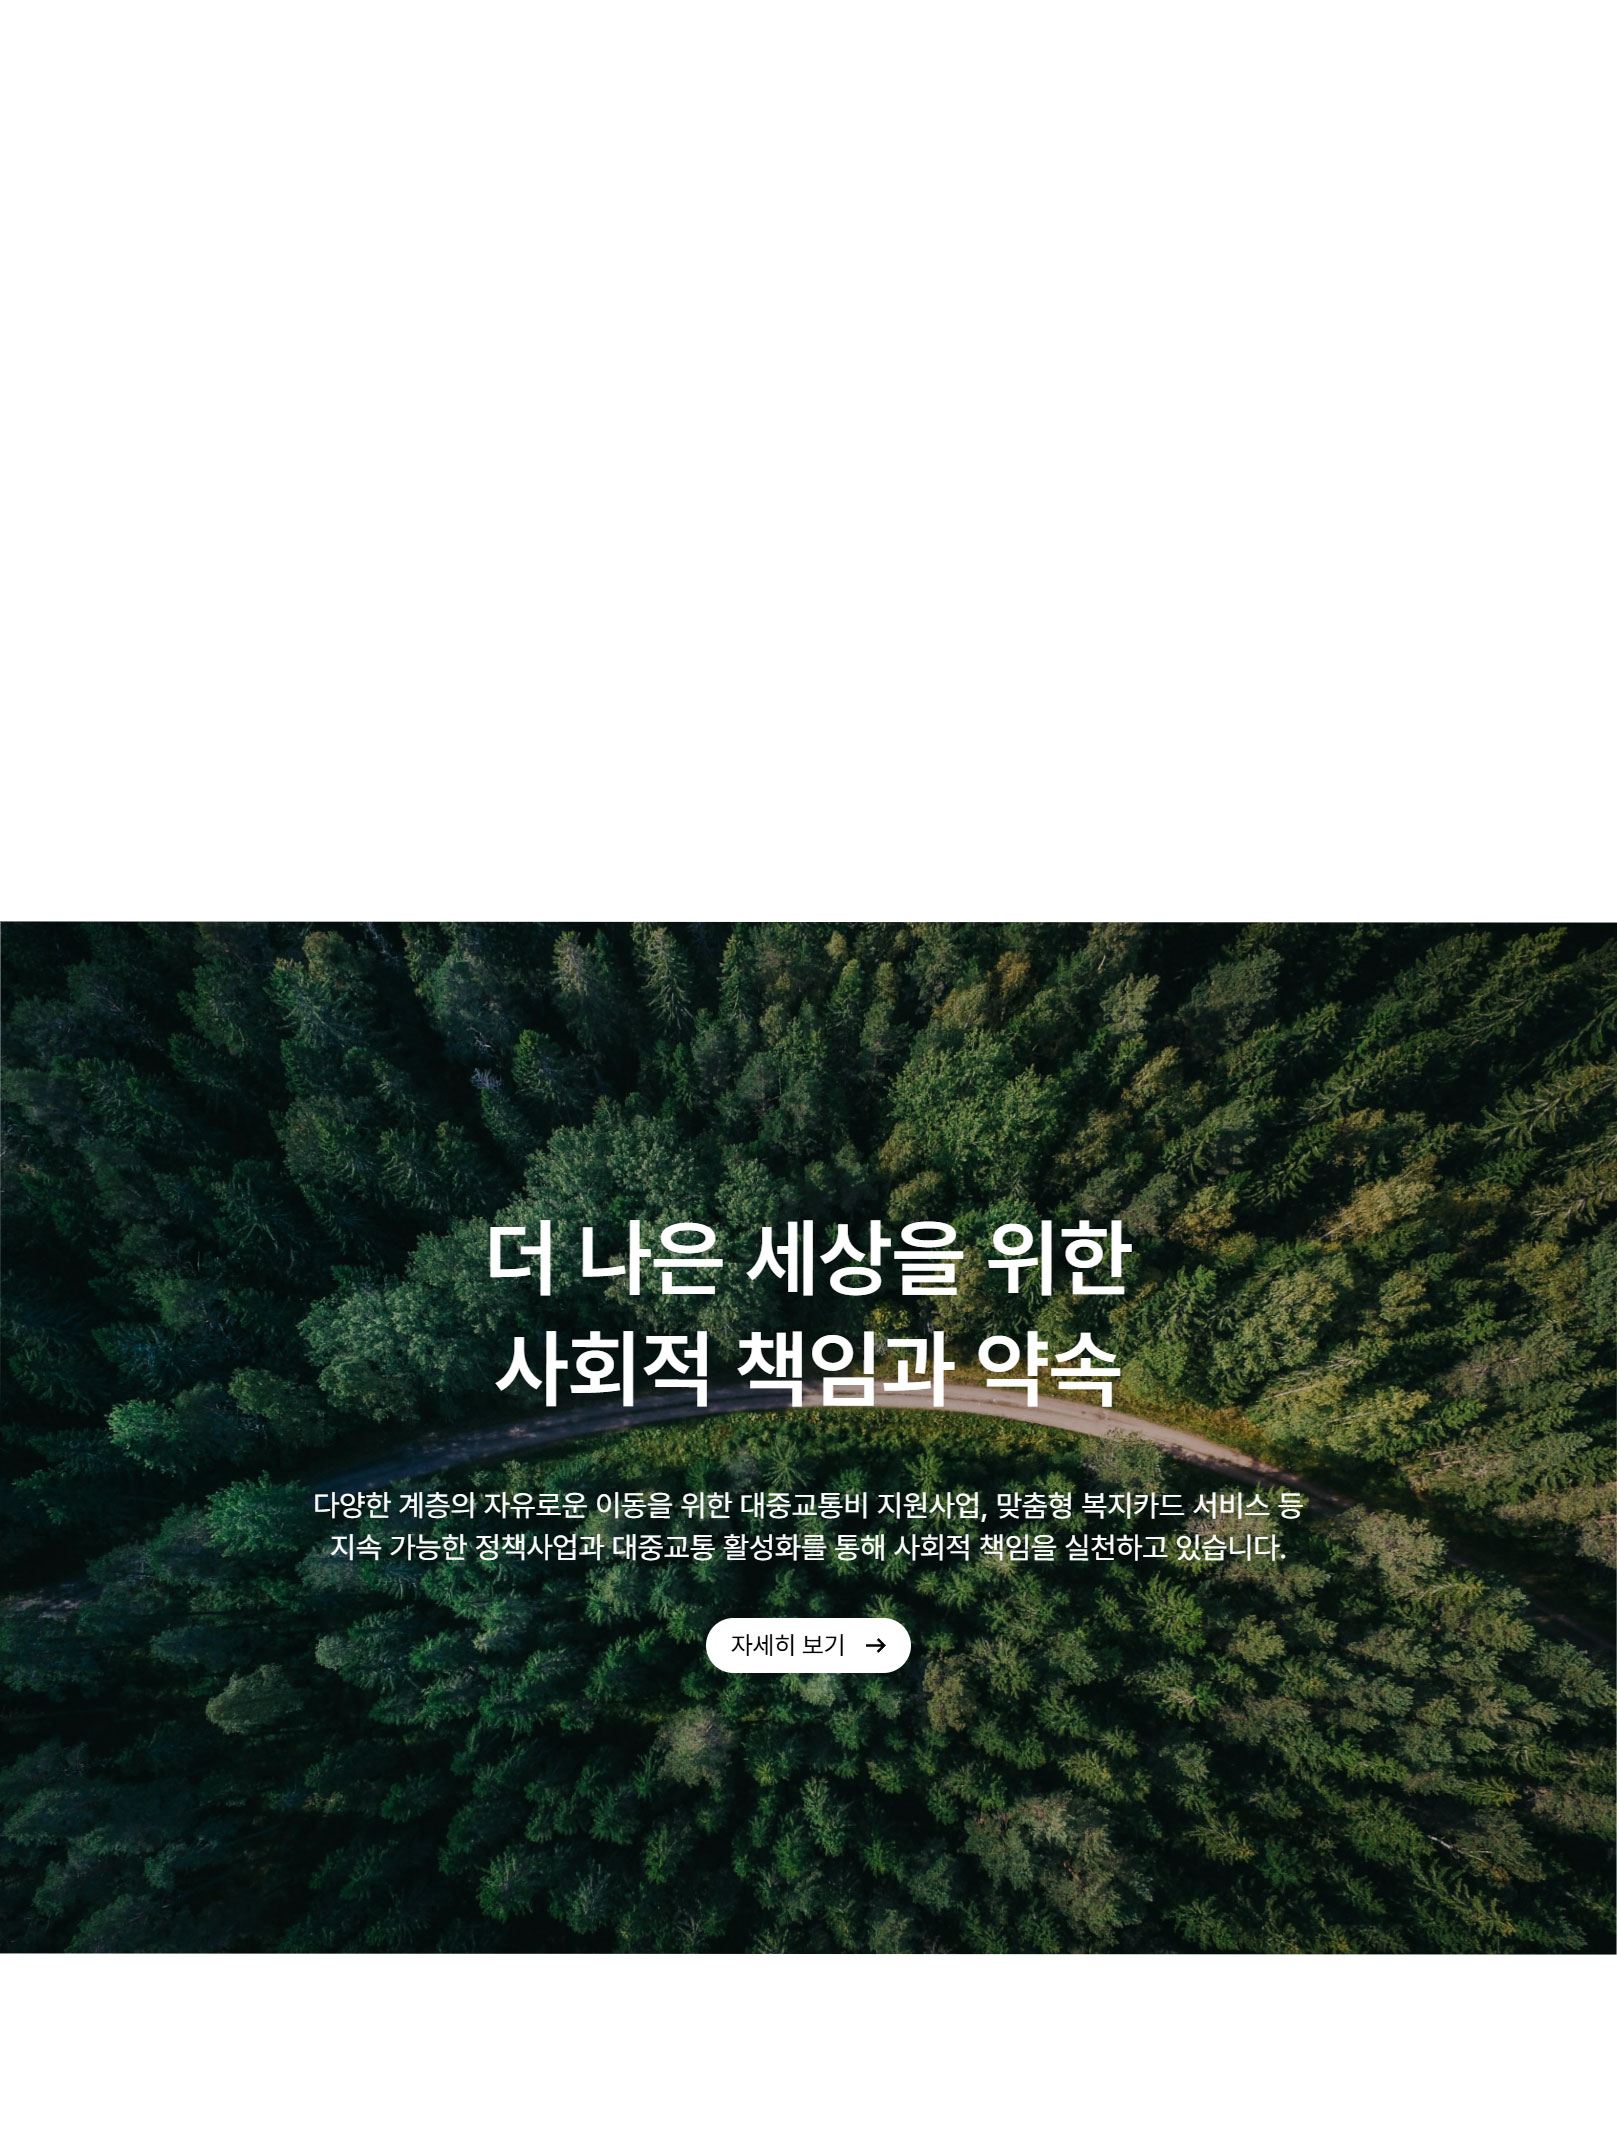 더 나은 세상을 위한
사회적 책임과 약속
다양한 계층의 자유로운 이동을 위한 대중교통비 지원사업, 맞춤형 복지카드 서비스 등
지속 가능한 정책사업과 대중교통 활성화를 통해 사회적 책임을 실천하고 있습니다.
자세히 보기 →